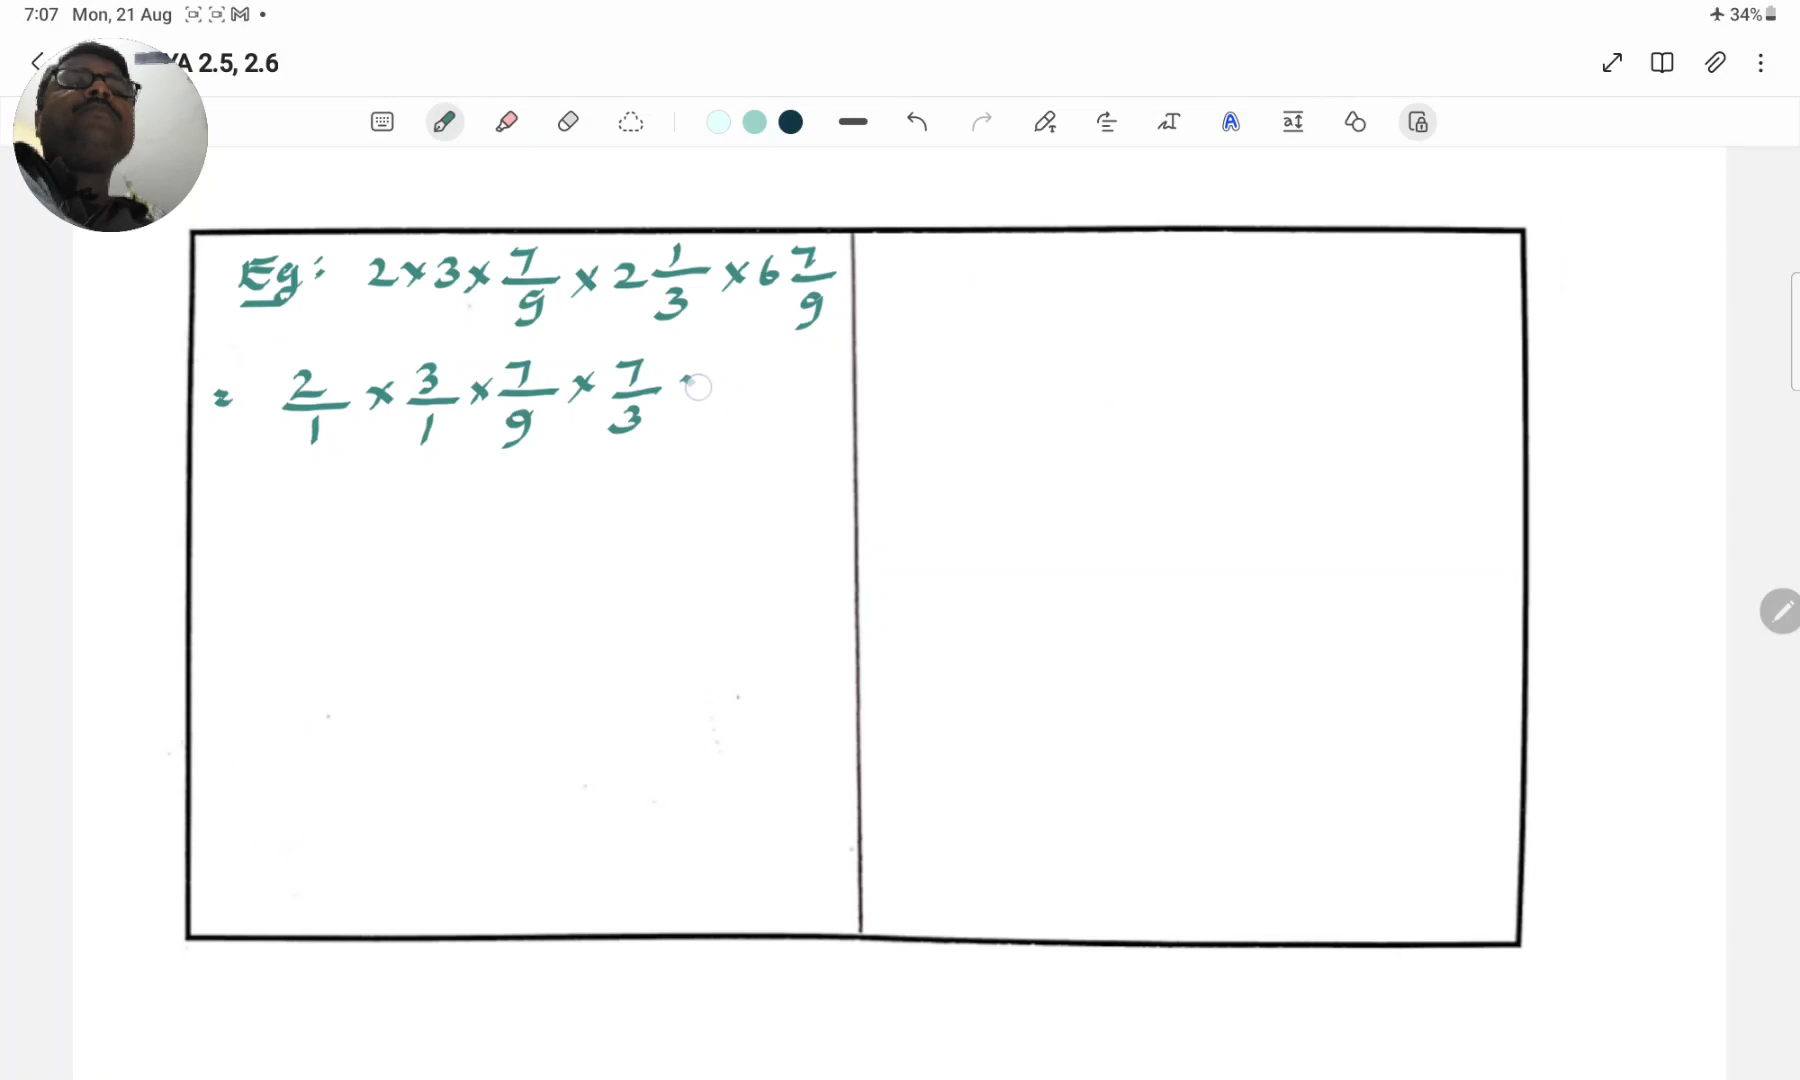 7:07 Mon, 21 Aug
34%
YA 2.5, 2.6
Eg: 2 × 3 × 7/9 × 2 1/3 × 6 7/9
= 2/1 × 3/1 × 7/9 × 7/3